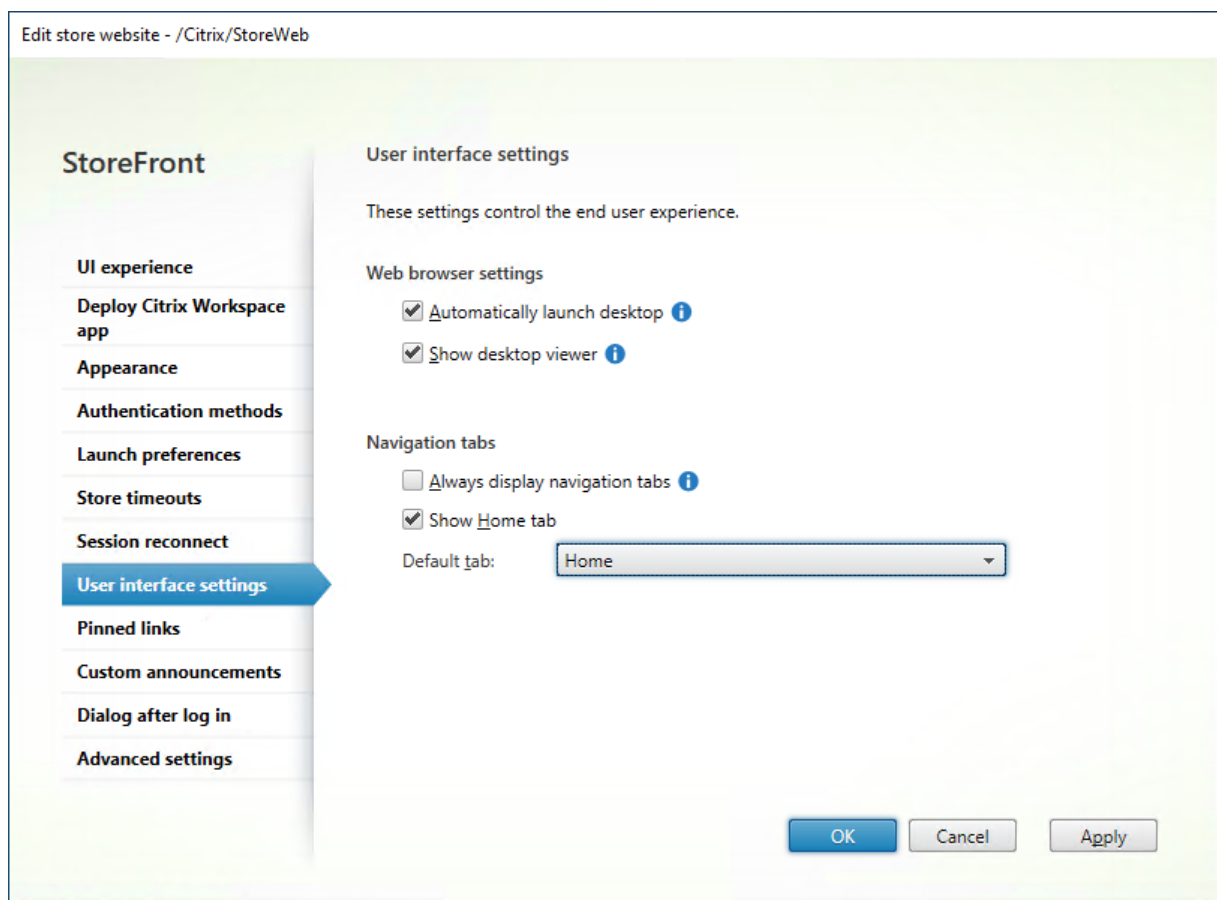 Edit store website - /Citrix/StoreWeb
StoreFront
UI experience
Deploy Citrix Workspace
app
Appearance
Authentication methods
Launch preferences
Store timeouts
Session reconnect
User interface settings
Pinned links
Custom announcements
Dialog after log in
Advanced settings
User interface settings
These settings control the end user experience.
Web browser settings
Automatically launch desktop
Show desktop viewer
Navigation tabs
Always display navigation tabs
Show Home tab
Default tab: Home
OK Cancel Apply